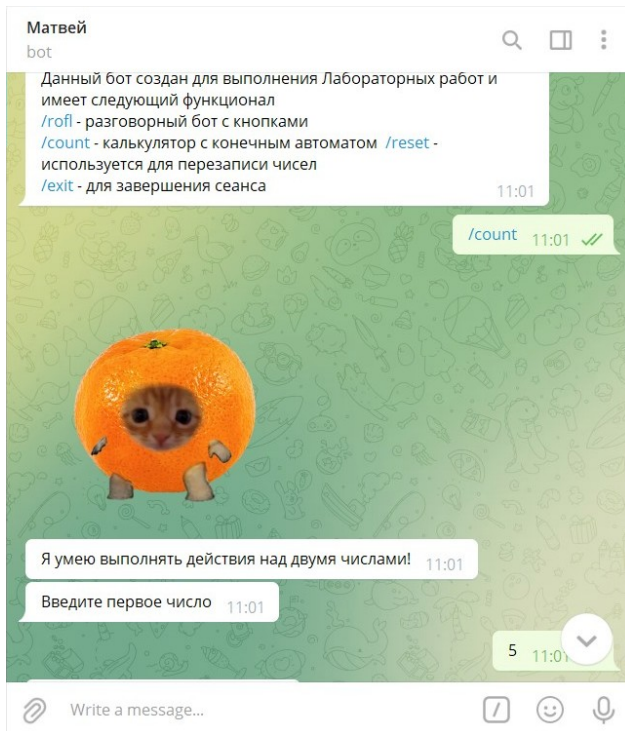 Матвей
bot
Данный бот создан для выполнения Лабораторных работ и
имеет следующий функционал
/rofl - разговорный бот с кнопками
/count - калькулятор с конечным автоматом /reset -
используется для перезаписи чисел
/exit - для завершения сеанса
11:01
/count 11:01
Я умею выполнять действия над двумя числами! 11:01
Введите первое число 11:01
5 11:01
Write a message...